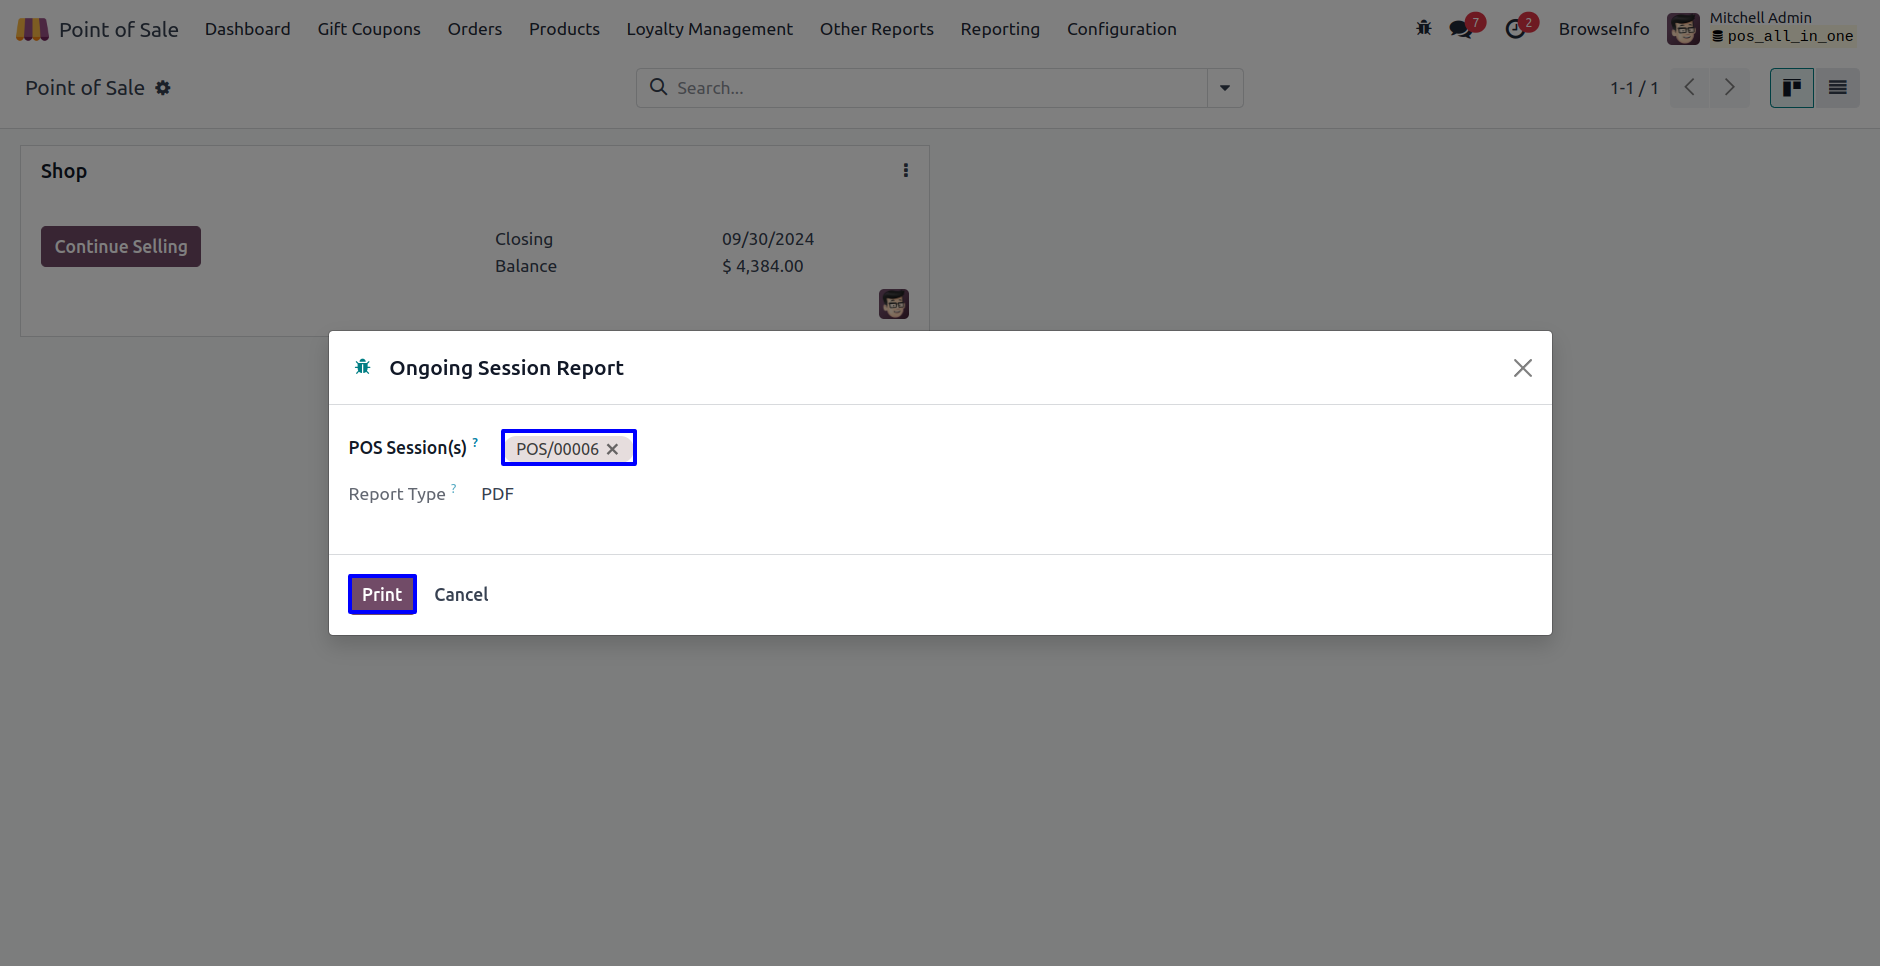 Point of Sale Dashboard Gift Coupons Orders Products Loyalty Management Other Reports Reporting Configuration 7 2 BrowseInfo Mitchell Admin
pos_all_in_one
Point of Sale Search... 1-1 / 1
Shop
Continue Selling Closing 09/30/2024
Balance $ 4,384.00
Ongoing Session Report
POS Session(s) ? POS/00006
Report Type ? PDF
Print Cancel